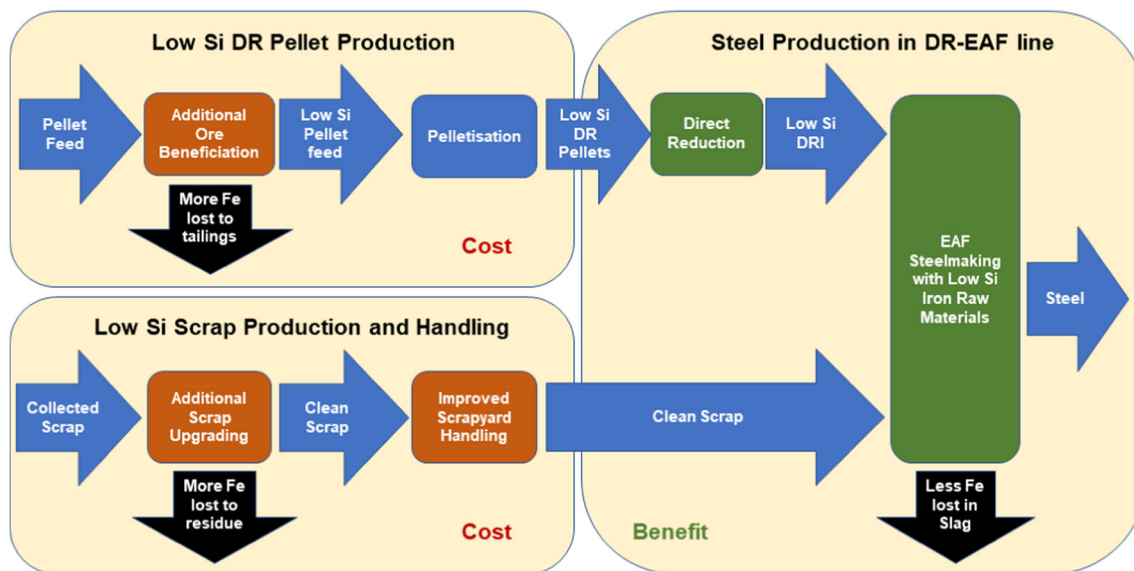 Low Si DR Pellet Production
Pellet
Feed
Additional
Ore
Beneficiation
Low Si
Pellet
feed
Pelletisation
More Fe
lost to
tailings
Cost
Low Si Scrap Production and Handling
Collected
Scrap
Additional
Scrap
Upgrading
Clean
Scrap
Improved
Scrapyard
Handling
More Fe
lost to
residue
Cost
Steel Production in DR-EAF line
Low Si
DR
Pellets
Direct
Reduction
Low Si
DRI
EAF
Steelmaking
with Low Si
Iron Raw
Materials
Steel
Clean Scrap
Less Fe
lost in
Slag
Benefit